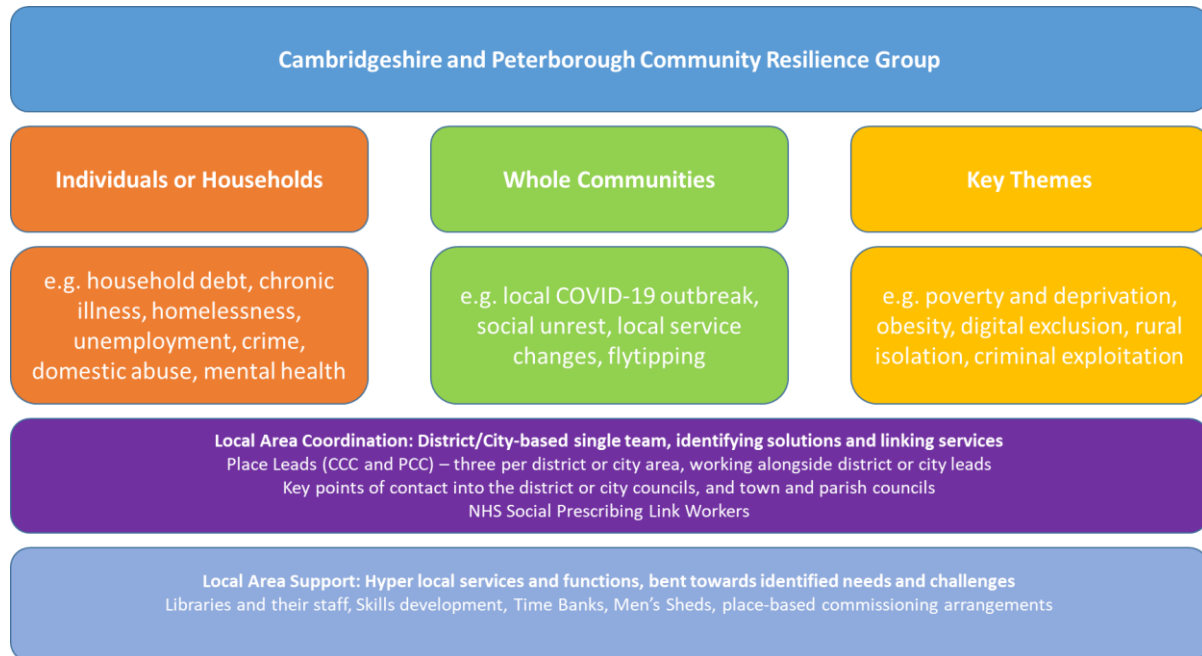 Cambridgeshire and Peterborough Community Resilience Group
Individuals or Households
Whole Communities
Key Themes
e.g. household debt, chronic
illness, homelessness,
unemployment, crime,
domestic abuse, mental health
e.g. local COVID-19 outbreak,
social unrest, local service
changes, flytipping
e.g. poverty and deprivation,
obesity, digital exclusion, rural
isolation, criminal exploitation
Local Area Coordination: District/City-based single team, identifying solutions and linking services
Place Leads (CCC and PCC) – three per district or city area, working alongside district or city leads
Key points of contact into the district or city councils, and town and parish councils
NHS Social Prescribing Link Workers
Local Area Support: Hyper local services and functions, bent towards identified needs and challenges
Libraries and their staff, Skills development, Time Banks, Men's Sheds, place-based commissioning arrangements